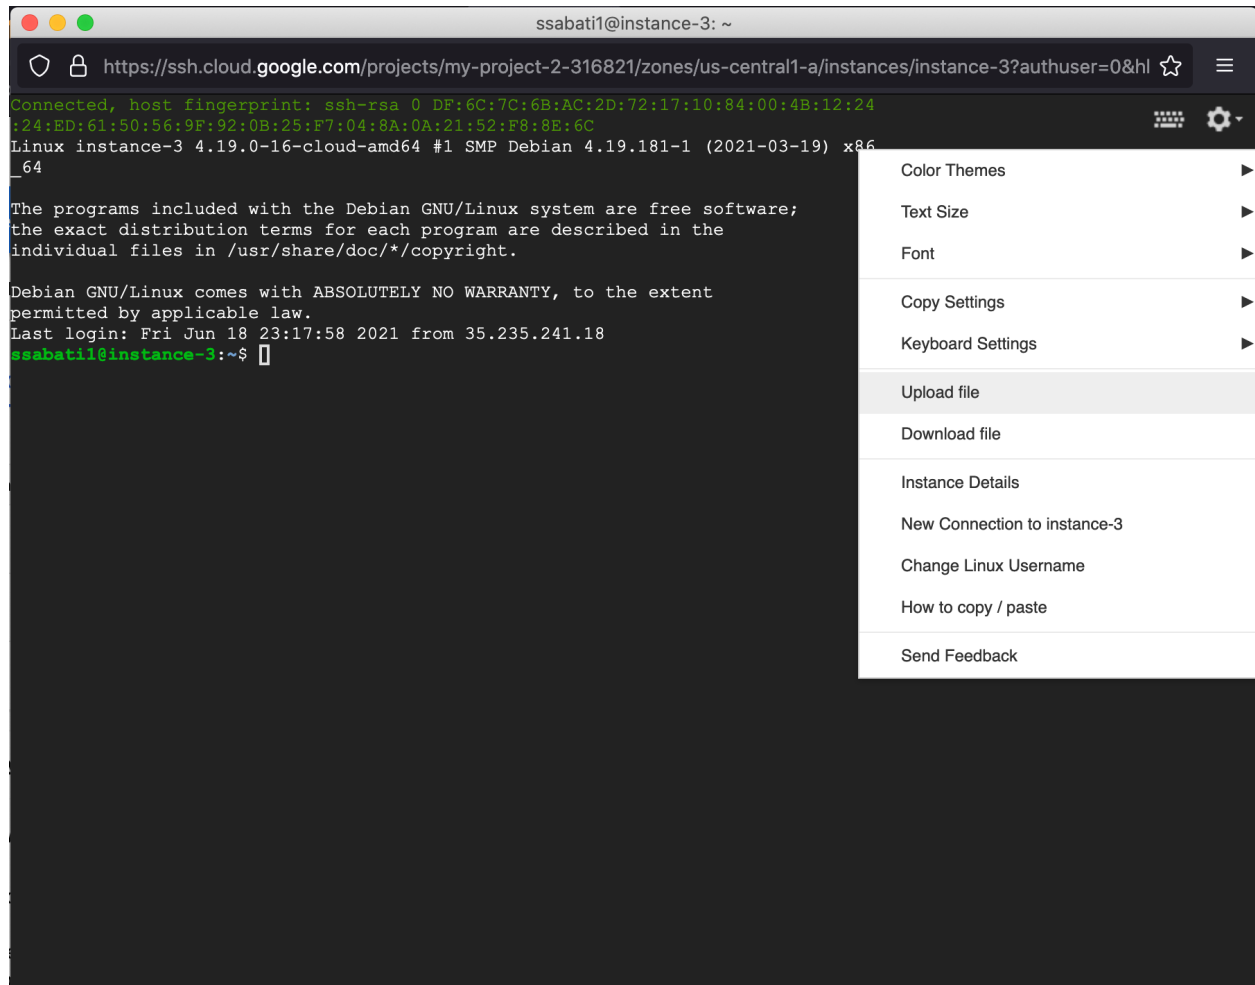 ssabati1@instance-3: ~
https://ssh.cloud.google.com/projects/my-project-2-316821/zones/us-central1-a/instances/instance-3?authuser=0&hl
Connected, host fingerprint: ssh-rsa 0 DF:6C:7C:6B:AC:2D:72:17:10:84:00:4B:12:24
:24:ED:61:50:56:9F:92:0B:25:F7:04:8A:0A:21:52:F8:8E:6C
Linux instance-3 4.19.0-16-cloud-amd64 #1 SMP Debian 4.19.181-1 (2021-03-19) x86
_64
The programs included with the Debian GNU/Linux system are free software;
the exact distribution terms for each program are described in the
individual files in /usr/share/doc/*/copyright.
Debian GNU/Linux comes with ABSOLUTELY NO WARRANTY, to the extent
permitted by applicable law.
Last login: Fri Jun 18 23:17:58 2021 from 35.235.241.18
ssabati1@instance-3:~$
Color Themes
Text Size
Font
Copy Settings
Keyboard Settings
Upload file
Download file
Instance Details
New Connection to instance-3
Change Linux Username
How to copy / paste
Send Feedback